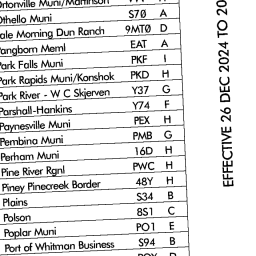 Ortonville Muni/Martinson
Othello Muni S70 A
ale Morning Dun Ranch 9MT0 D
Pangborn Meml EAT A
Park Falls Muni PKF I
Park Rapids Muni/Konshok PKD H
Park River - W C Skjerven Y37 G
Parshall-Hankins Y74 F
Paynesville Muni PEX H
Pembina Muni PMB G
Perham Muni 16D H
Pine River Rgnl PWC H
Piney Pinecreek Border 48Y H
Plains S34 B
Polson 8S1 C
Poplar Muni PO1 E
Port of Whitman Business S94 B
EFFECTIVE 26 DEC 2024 TO 20